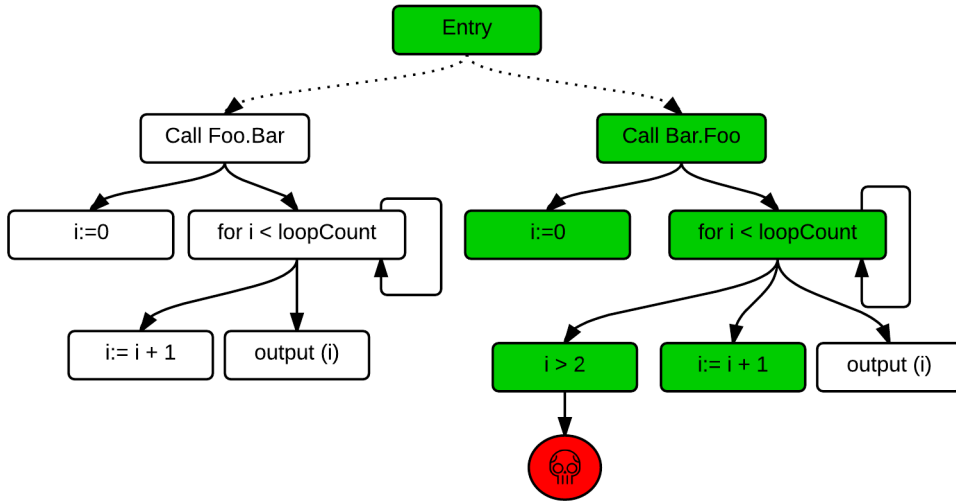 Entry
Call Foo.Bar
Call Bar.Foo
i:=0
for i < loopCount
i:=0
for i < loopCount
i:= i + 1
output (i)
i > 2
i:= i + 1
output (i)